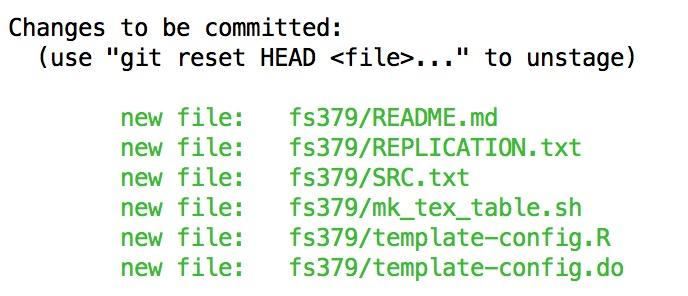 Changes to be committed:
(use "git reset HEAD <file>..." to unstage)
new file: fs379/README.md
new file: fs379/REPLICATION.txt
new file: fs379/SRC.txt
new file: fs379/mk_tex_table.sh
new file: fs379/template-config.R
new file: fs379/template-config.do